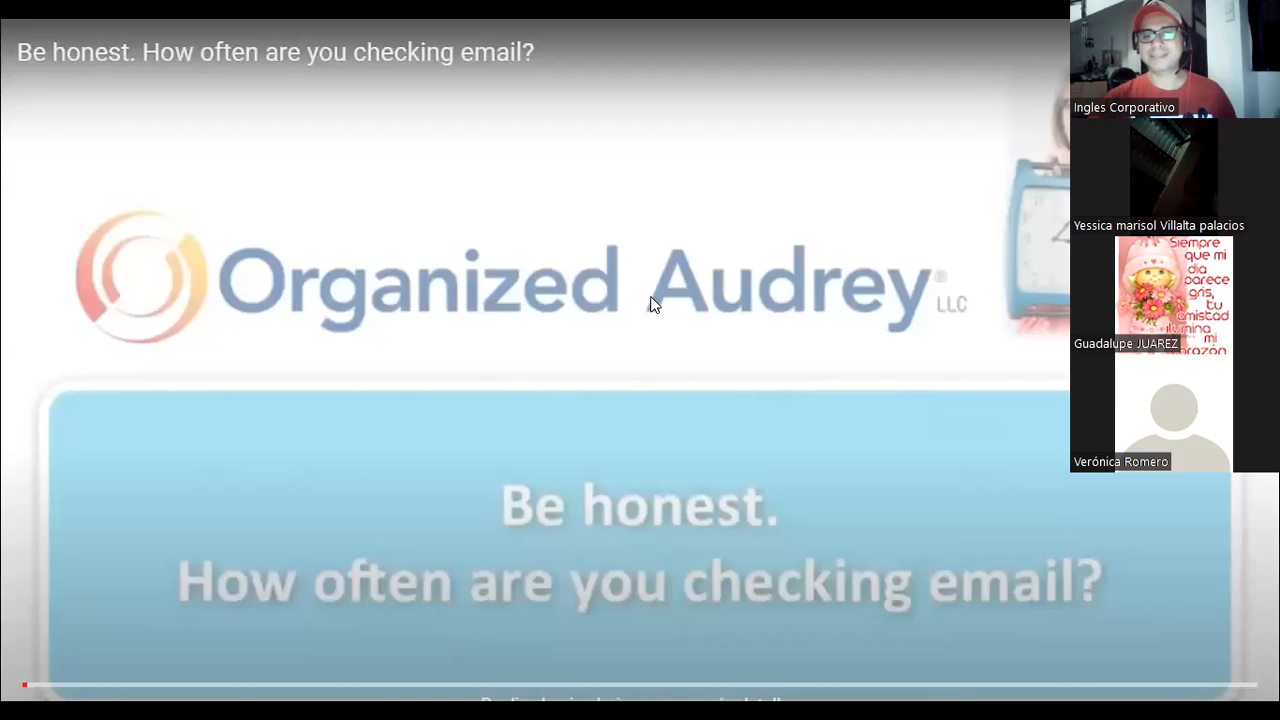 Be honest. How often are you checking email?
Organized Audrey® LLC
Be honest.
How often are you checking email?
Ingles Corporativo
Yessica marisol Villalta palacios
Siempre
que mi
dia
parece
gris,
tu
amistad
ilumina
mi
corazón
Guadalupe JUAREZ
Verónica Romero